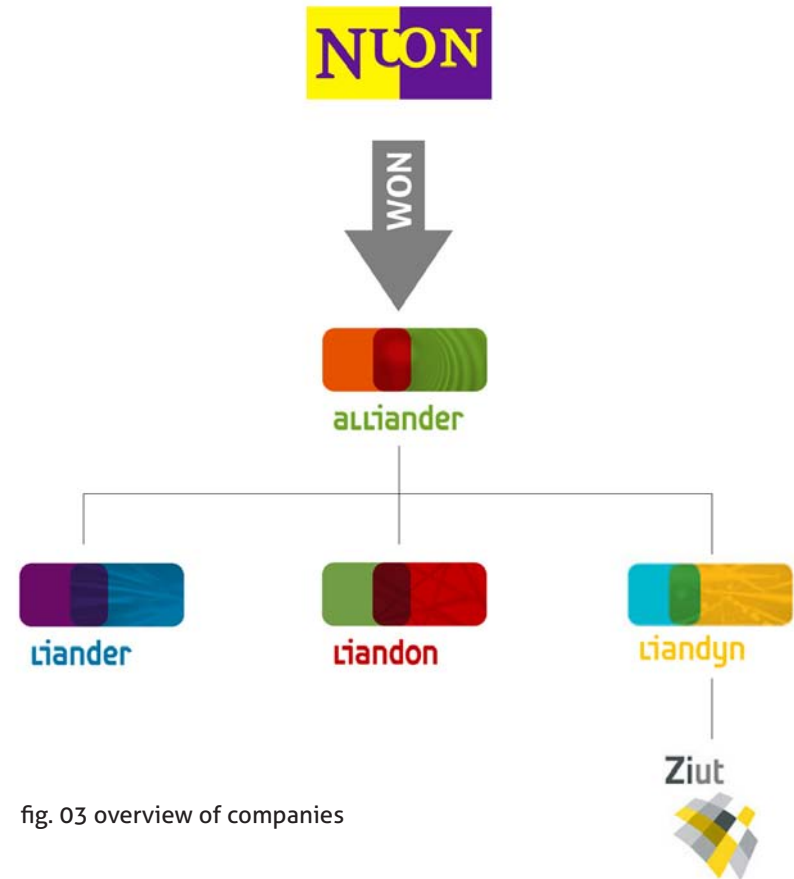 NUON
WON
alliander
liander
liandon
liandyn
Ziut
fig. 03 overview of companies